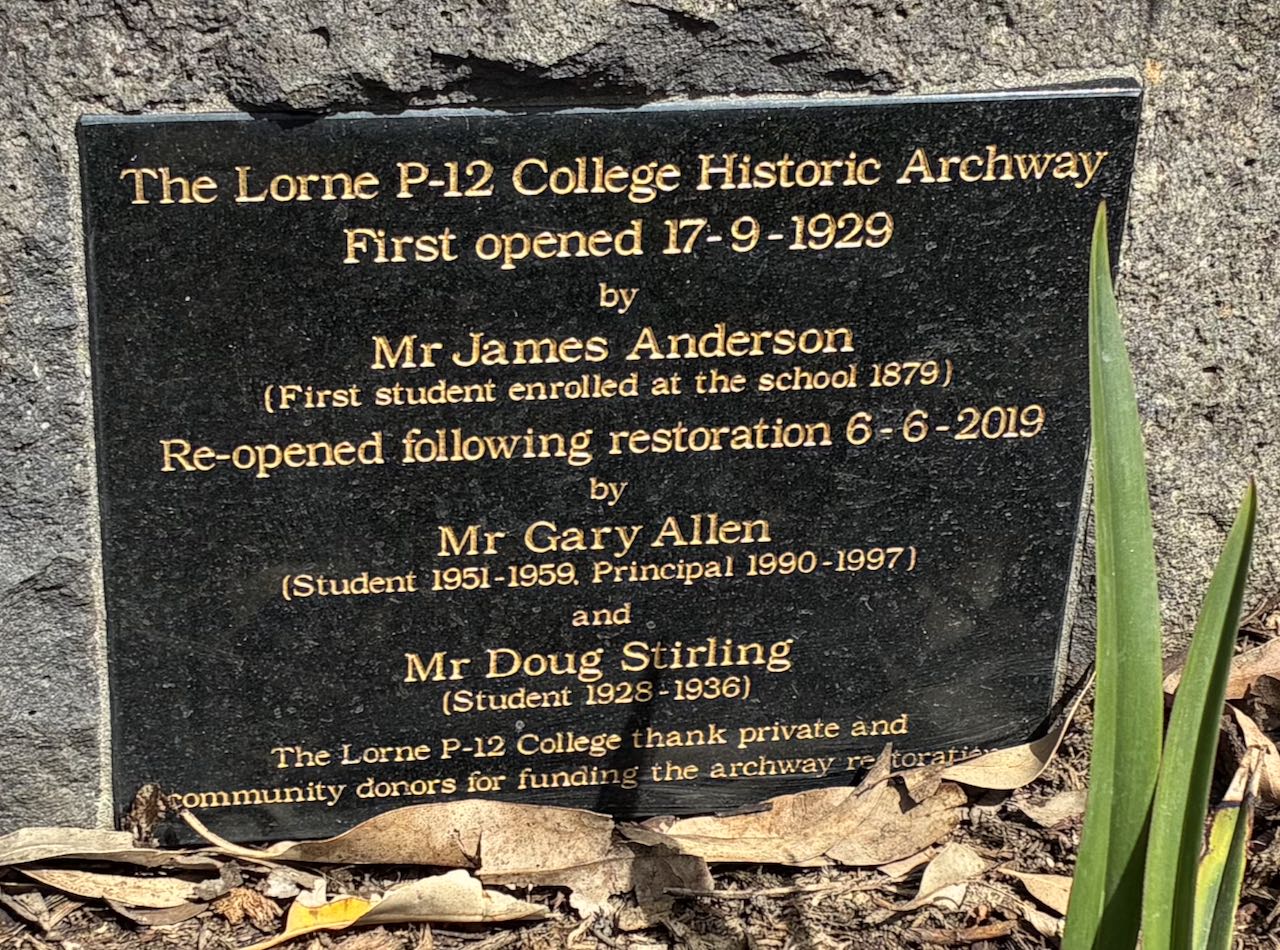 The Lorne P-12 College Historic Archway
First opened 17-9-1929
by
Mr James Anderson
(First student enrolled at the school 1879)
Re-opened following restoration 6-6-2019
by
Mr Gary Allen
(Student 1951-1959. Principal 1990-1997)
and
Mr Doug Stirling
(Student 1928-1936)
The Lorne P-12 College thank private and
community donors for funding the archway restoration